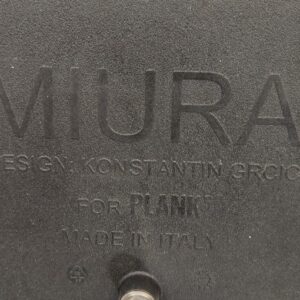 MIURA
ESIGN: KONSTANTIN GRCIC
FOR PLANK
MADE IN ITALY